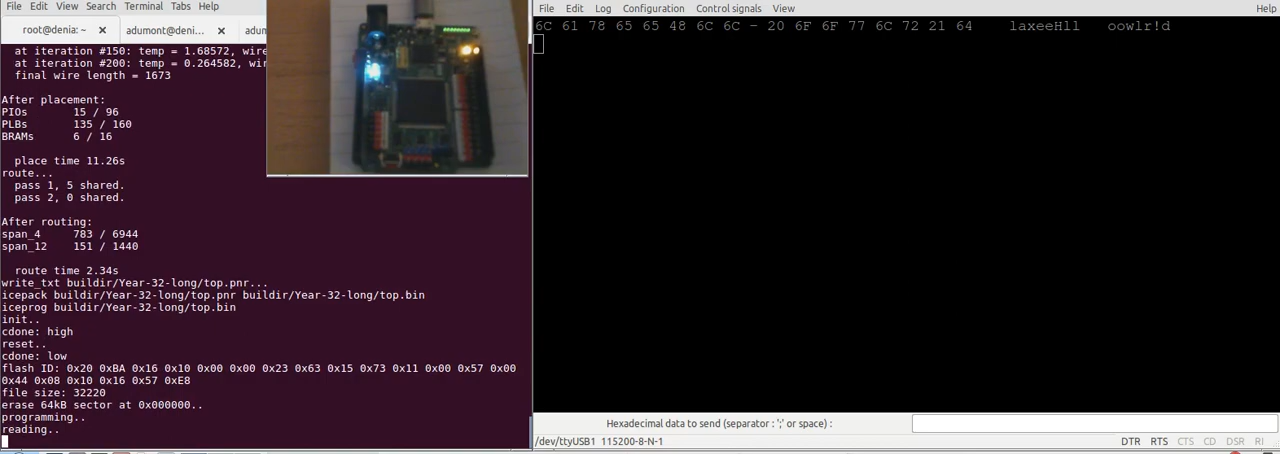 File Edit View Search Terminal Tabs Help
root@denia: ~ × adumont@deni... × adum
at iteration #150: temp = 1.68572, wire
at iteration #200: temp = 0.264582, wir
final wire length = 1673
After placement:
PIOs 15 / 96
PLBs 135 / 160
BRAMs 6 / 16
place time 11.26s
route...
pass 1, 5 shared.
pass 2, 0 shared.
After routing:
span_4 783 / 6944
span_12 151 / 1440
route time 2.34s
write_txt buildir/Year-32-long/top.pnr...
icepack buildir/Year-32-long/top.pnr buildir/Year-32-long/top.bin
iceprog buildir/Year-32-long/top.bin
init..
cdone: high
reset..
cdone: low
flash ID: 0x20 0xBA 0x16 0x10 0x00 0x00 0x23 0x63 0x15 0x73 0x11 0x00 0x57 0x00
0x44 0x08 0x10 0x16 0x57 0xE8
file size: 32220
erase 64kB sector at 0x000000..
programming..
reading..
File Edit Log Configuration Control signals View Help
6C 61 78 65 65 48 6C 6C - 20 6F 6F 77 6C 72 21 64 laxeeHll oowlr!d
Hexadecimal data to send (separator : ';' or space) :
/dev/ttyUSB1 115200-8-N-1 DTR RTS CTS CD DSR RI